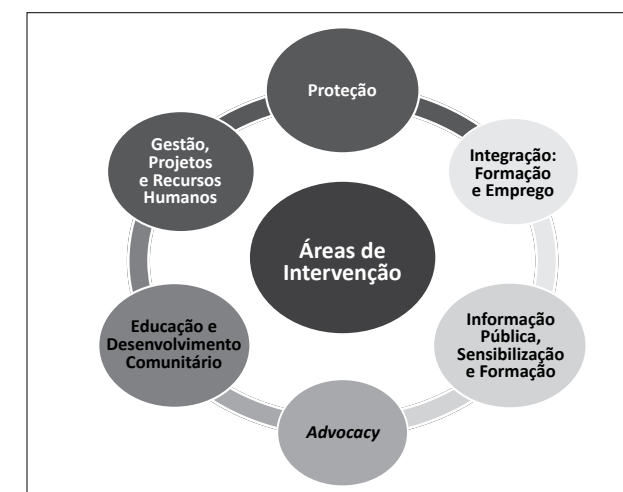 Proteção
Integração:
Formação
e Emprego
Informação
Pública,
Sensibilização
e Formação
Advocacy
Educação e
Desenvolvimento
Comunitário
Gestão,
Projetos
e Recursos
Humanos
Áreas de
Intervenção